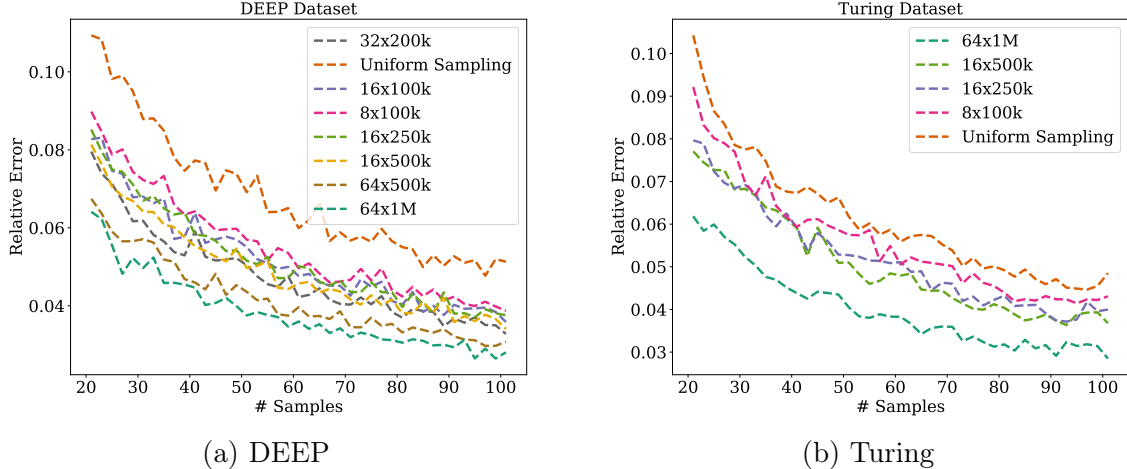 DEEP Dataset
Relative Error
0.10
0.08
0.06
0.04
32x200k
Uniform Sampling
16x100k
8x100k
16x250k
16x500k
64x500k
64x1M
20 30 40 50 60 70 80 90 100
# Samples
(a) DEEP
Turing Dataset
Relative Error
0.10
0.09
0.08
0.07
0.06
0.05
0.04
0.03
64x1M
16x500k
16x250k
8x100k
Uniform Sampling
20 30 40 50 60 70 80 90 100
# Samples
(b) Turing